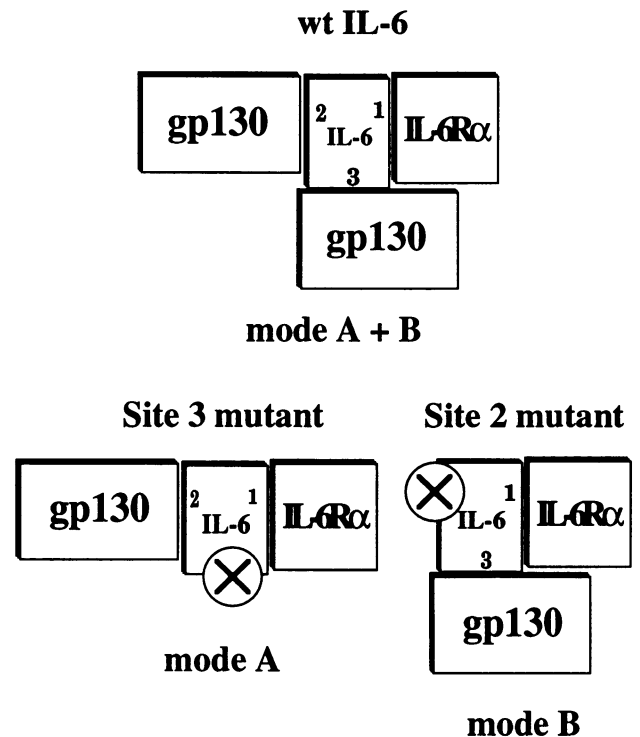 wt IL-6
gp130
2 1
IL-6
3
IL-6Rα
gp130
mode A + B
Site 3 mutant
Site 2 mutant
gp130
2 1
IL-6
IL-6Rα
mode A
1
IL-6
3
IL-6Rα
gp130
mode B